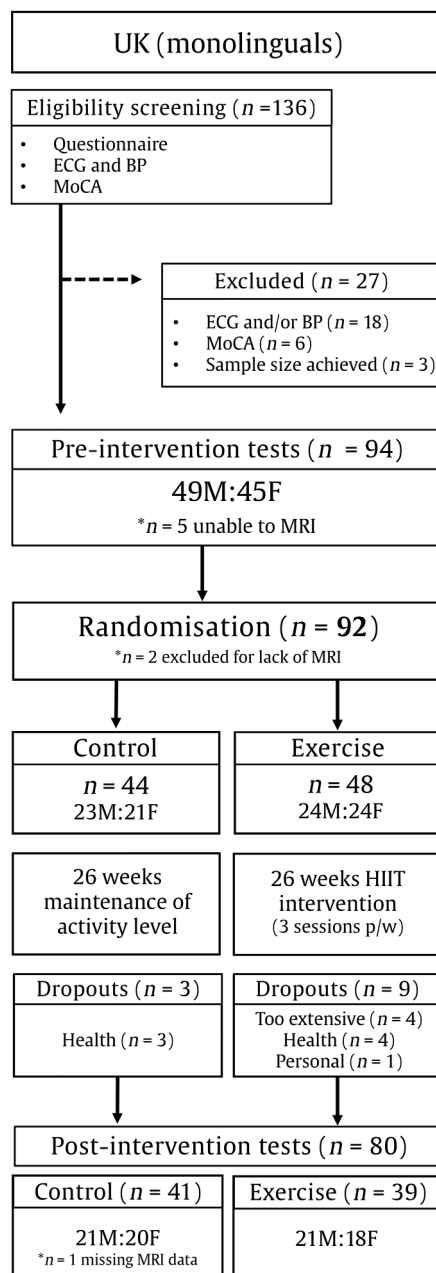 UK (monolinguals)
Eligibility screening (n =136)
• Questionnaire
• ECG and BP
• MoCA
Excluded (n = 27)
• ECG and/or BP (n = 18)
• MoCA (n = 6)
• Sample size achieved (n = 3)
Pre-intervention tests (n = 94)
49M:45F
*n = 5 unable to MRI
Randomisation (n = 92)
*n = 2 excluded for lack of MRI
Control
n = 44
23M:21F
Exercise
n = 48
24M:24F
26 weeks
maintenance of
activity level
26 weeks HIIT
intervention
(3 sessions p/w)
Dropouts (n = 3)
Health (n = 3)
Dropouts (n = 9)
Too extensive (n = 4)
Health (n = 4)
Personal (n = 1)
Post-intervention tests (n = 80)
Control (n = 41)
21M:20F
*n = 1 missing MRI data
Exercise (n = 39)
21M:18F